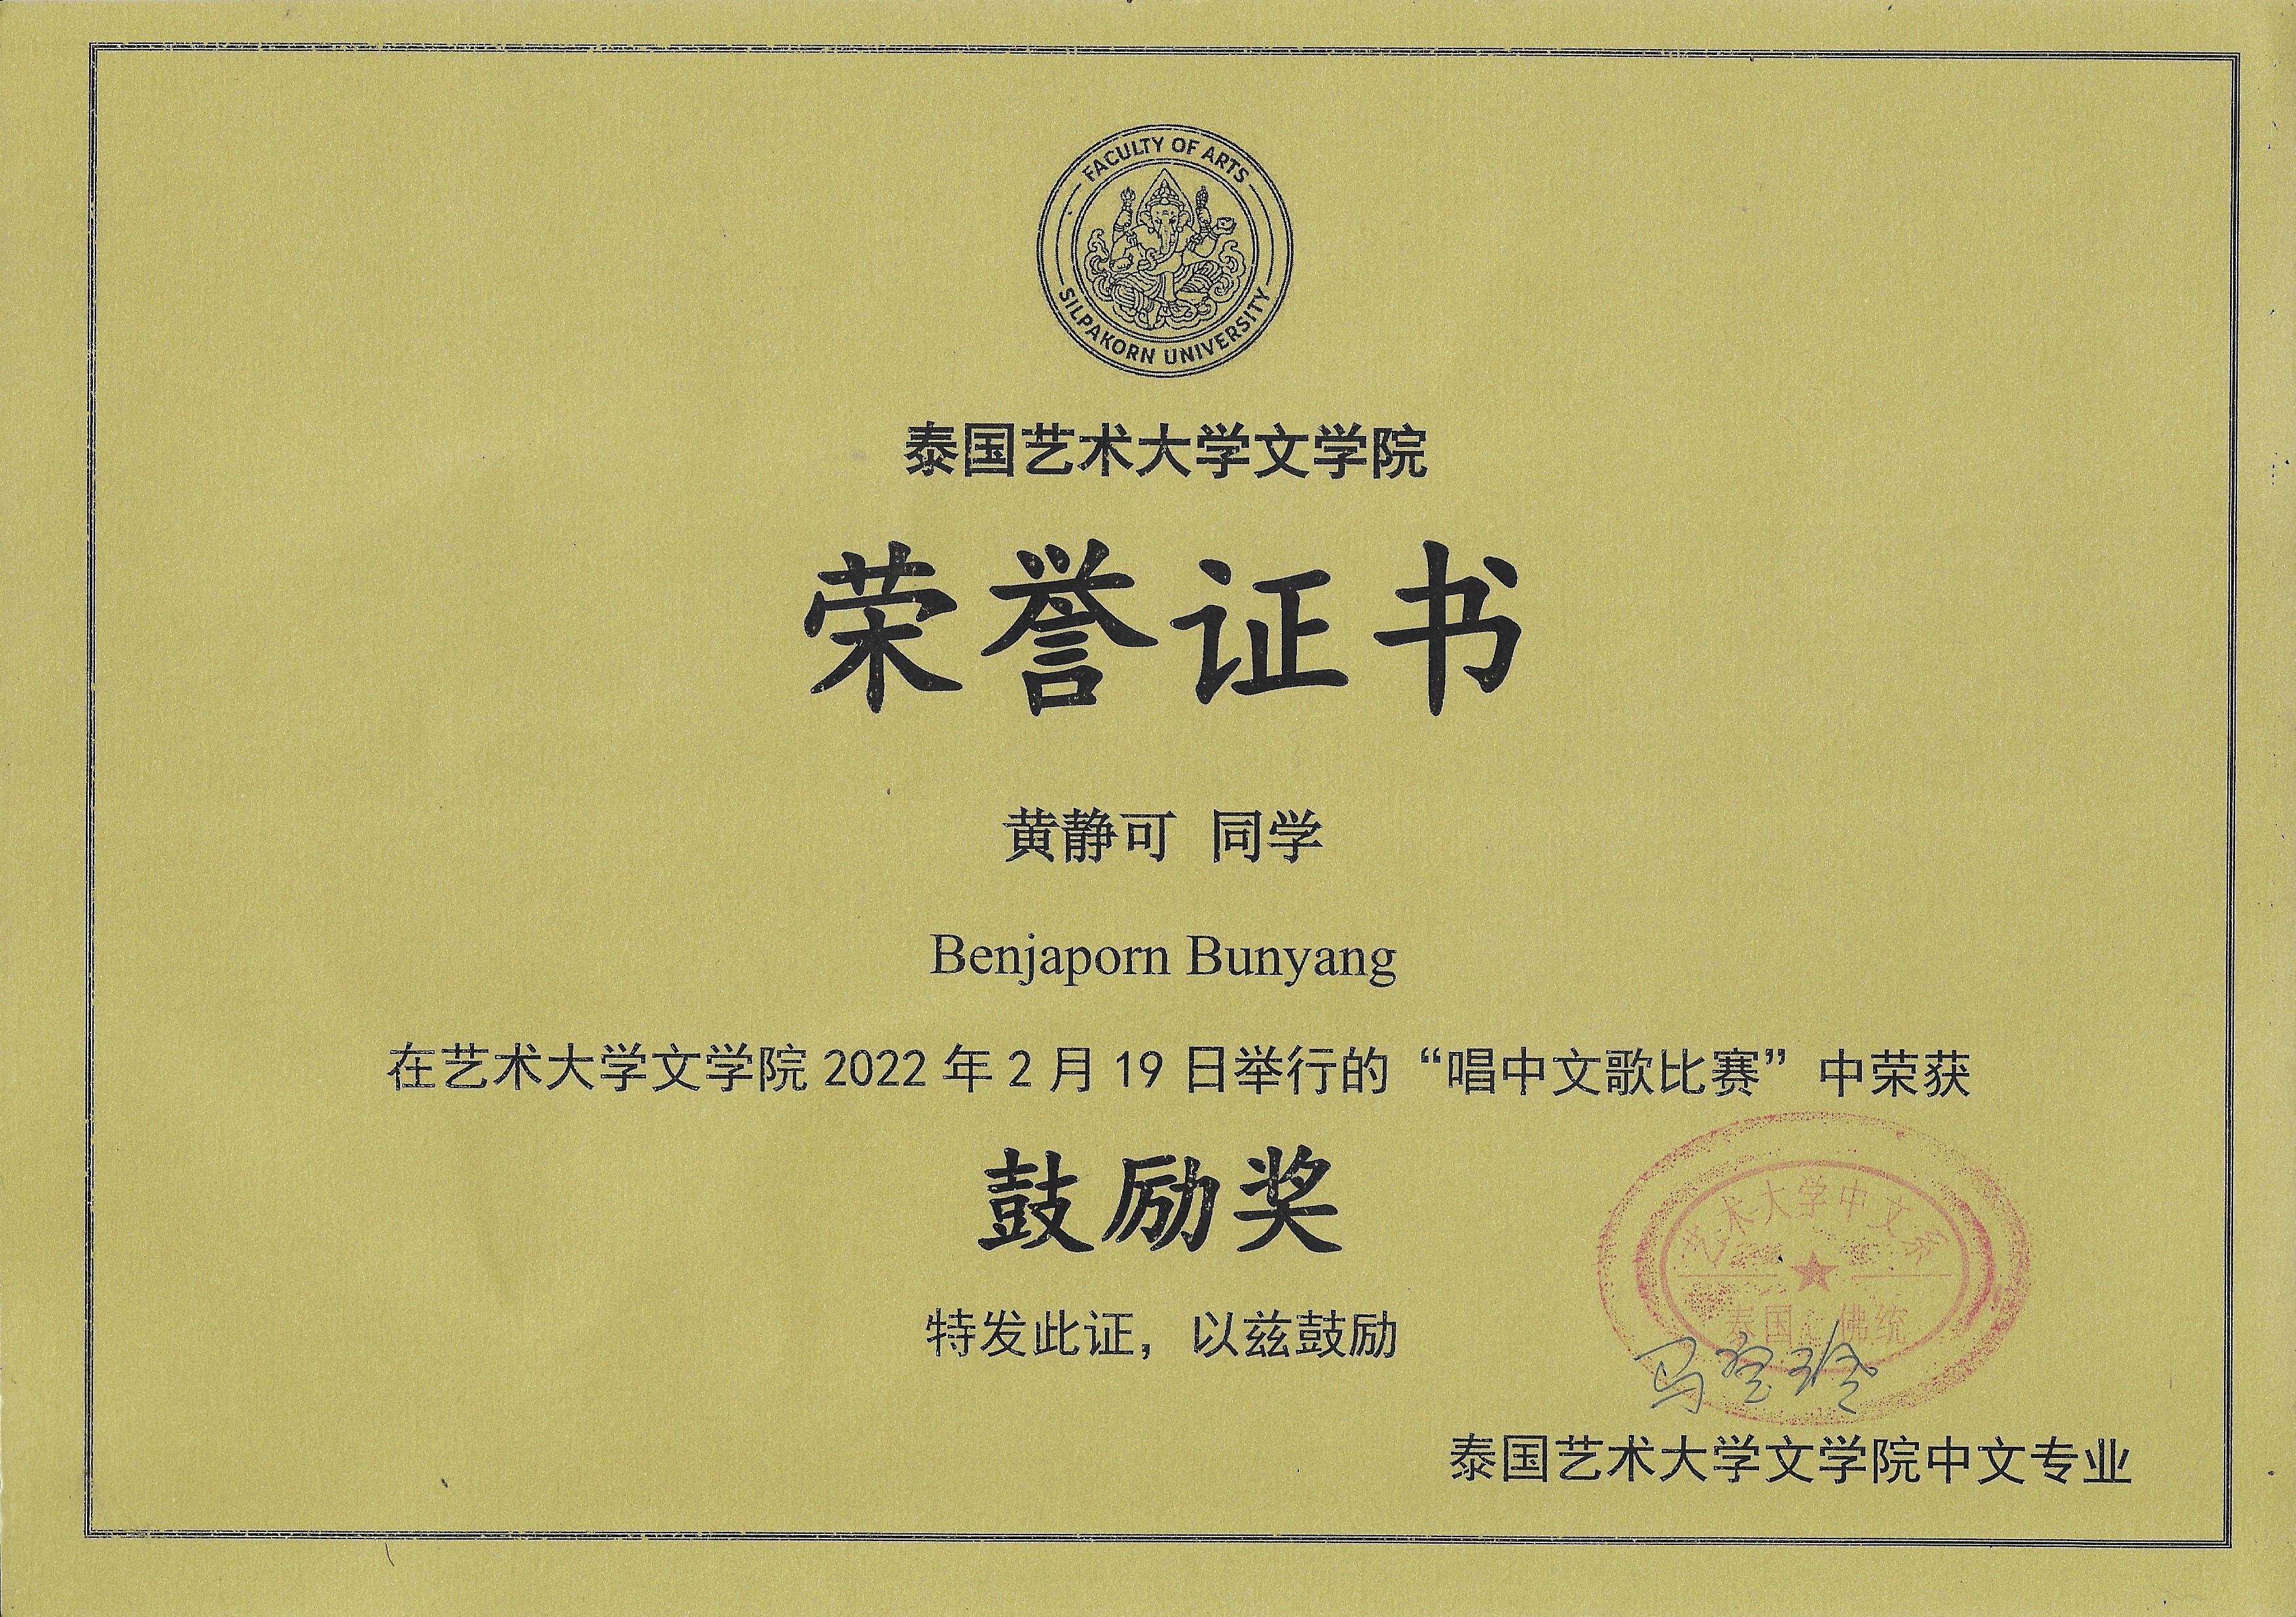 FACULTY OF ARTS
SILPAKORN UNIVERSITY
泰国艺术大学文学院
荣誉证书
黄静可 同学
Benjaporn Bunyang
在艺术大学文学院 2022 年 2 月 19 日举行的“唱中文歌比赛”中荣获
鼓励奖
特发此证，以兹鼓励
艺术大学中文系
泰国 佛统
泰国艺术大学文学院中文专业